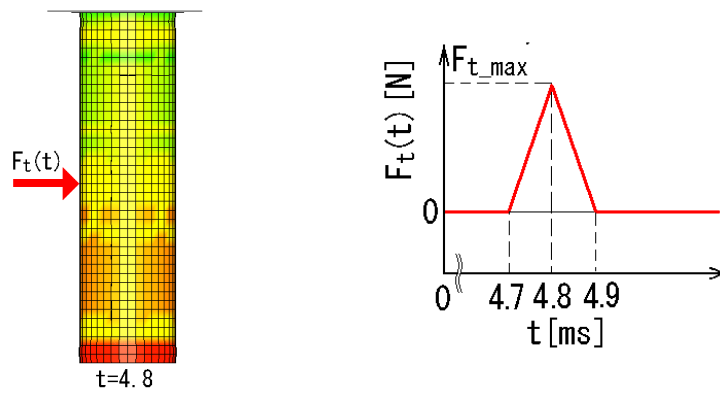 Fₜ(t)
t=4.8
Fₜ(t) [N]
Fₜ_max
0
0 4.7 4.8 4.9
t[ms]